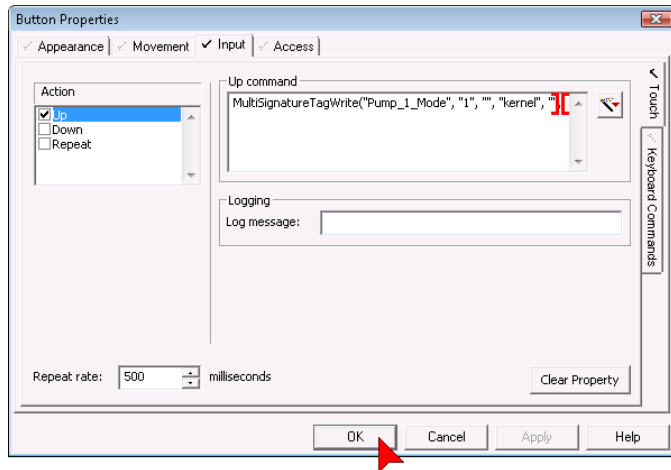 Button Properties
Appearance Movement Input Access
Action
Up
Down
Repeat
Up command
MultiSignatureTagWrite("Pump_1_Mode", "1", "", "kernel", "",
Logging
Log message:
Touch
Keyboard Commands
Repeat rate: 500 milliseconds
Clear Property
OK Cancel Apply Help